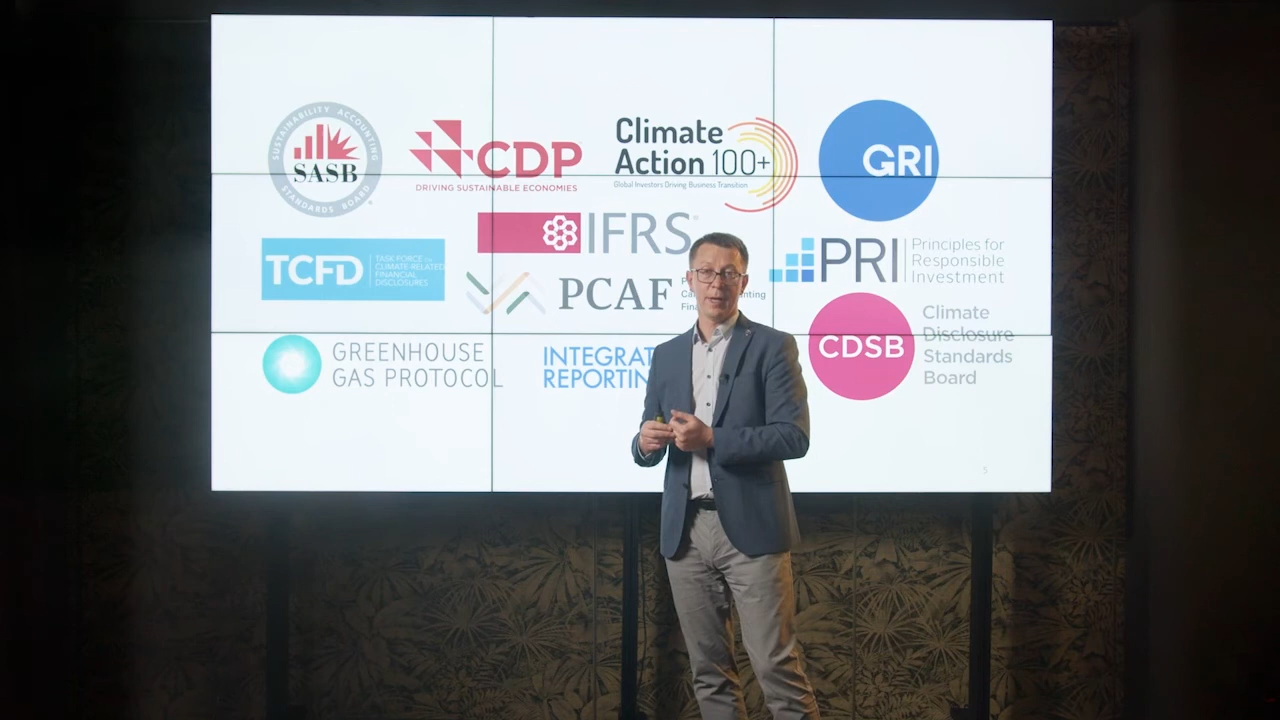 SUSTAINABILITY ACCOUNTING
SASB
STANDARDS BOARD
CDP
DRIVING SUSTAINABLE ECONOMIES
Climate
Action 100+
Global Investors Driving Business Transition
GRI
IFRS
TCFD
TASK FORCE ON
CLIMATE-RELATED
FINANCIAL
DISCLOSURES
PCAF
PRI
Principles for
Responsible
Investment
GREENHOUSE
GAS PROTOCOL
CDSB
Climate
Disclosure
Standards
Board
5